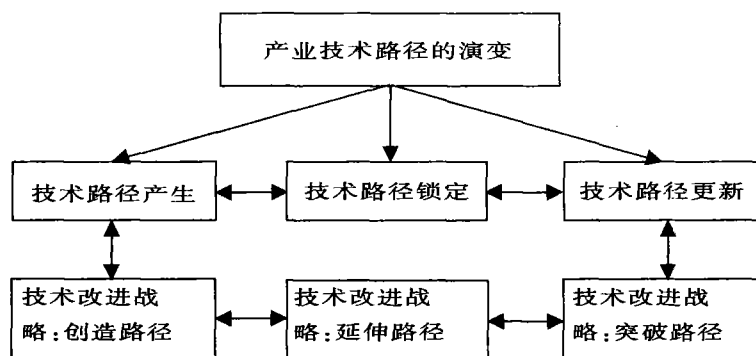 产业技术路径的演变
技术路径产生
技术路径锁定
技术路径更新
技术改进战
略:创造路径
技术改进战
略:延伸路径
技术改进战
略:突破路径